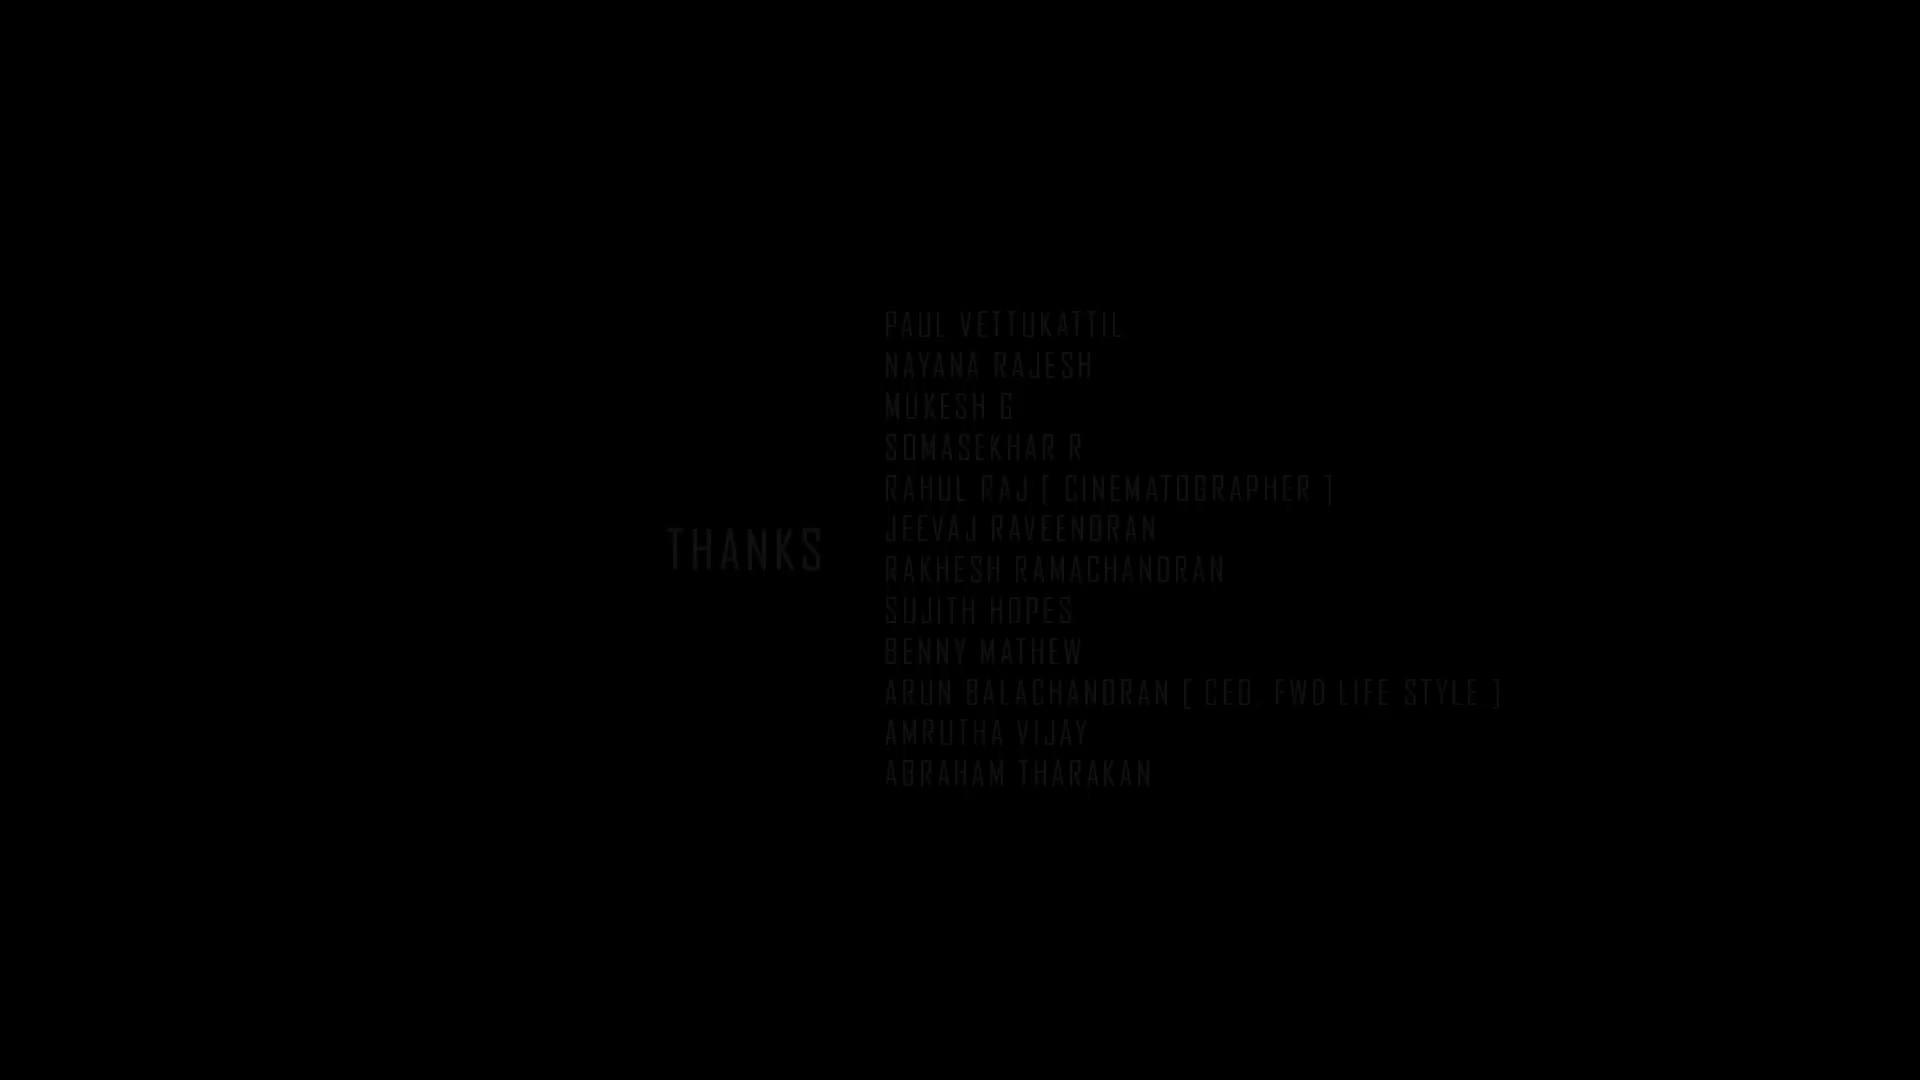 THANKS
PAUL VETTUKATTIL
NAYANA RAJESH
MUKESH G
SOMASEKHAR R
RAHUL RAJ [ CINEMATOGRAPHER ]
JEEVAJ RAVEENDRAN
RAKHESH RAMACHANDRAN
SUJITH HOPES
BENNY MATHEW
ARUN BALACHANDRAN [ CEO, FWD LIFE STYLE ]
AMRUTHA VIJAY
ABRAHAM THARAKAN